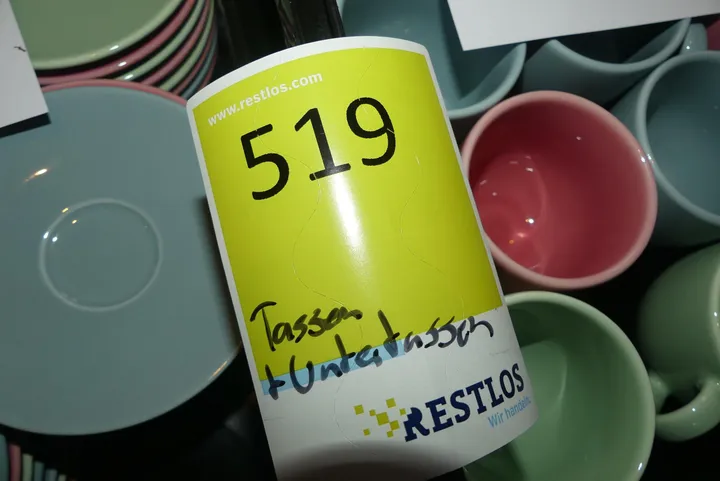 www.restlos.com
519
Tassen
+ Untertassen
RESTLOS
Wir handeln